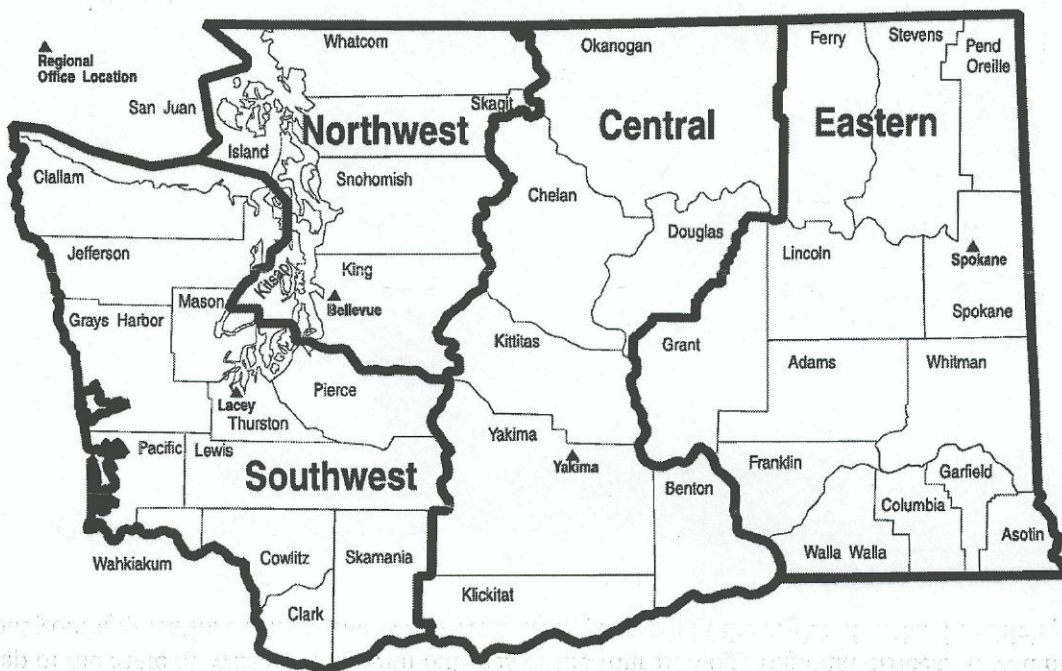 Regional
Office Location
San Juan
Whatcom
Skagit
Northwest
Island
Snohomish
King
Kitsap
Bellevue
Clallam
Jefferson
Grays Harbor
Mason
Lacey
Thurston
Pierce
Pacific
Lewis
Southwest
Wahkiakum
Cowlitz
Skamania
Clark
Okanogan
Central
Chelan
Douglas
Kittitas
Yakima
Yakima
Benton
Klickitat
Ferry
Stevens
Pend
Oreille
Eastern
Lincoln
Spokane
Spokane
Grant
Adams
Whitman
Franklin
Garfield
Columbia
Walla Walla
Asotin